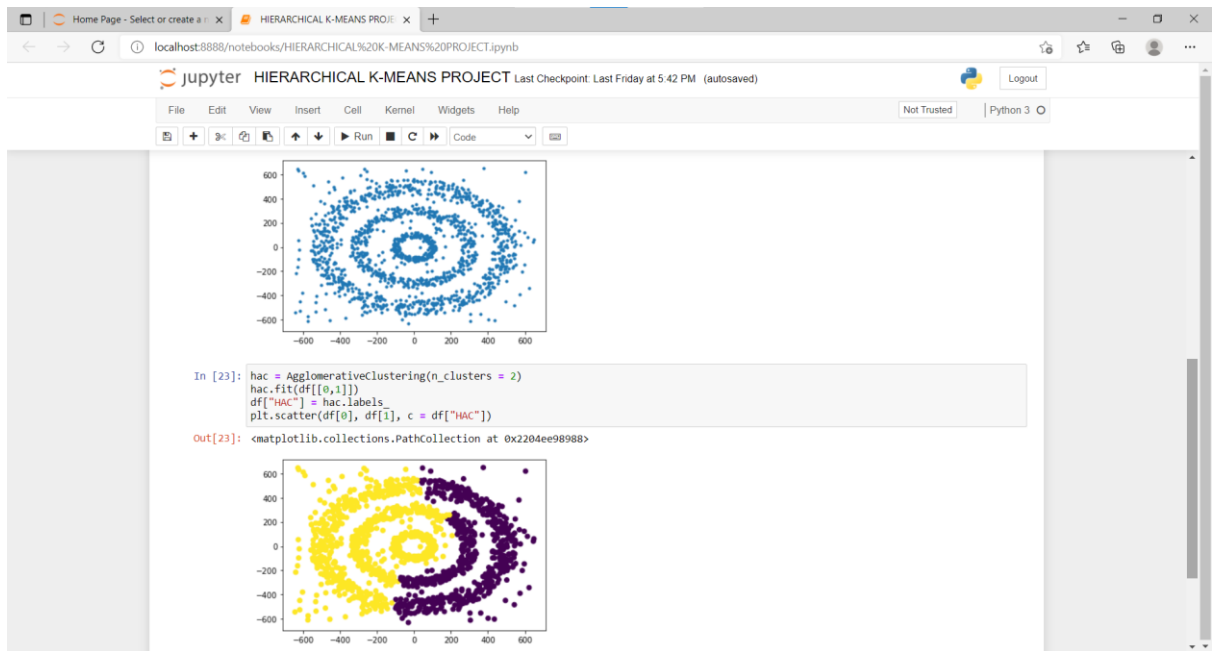 Home Page - Select or create a n
HIERARCHICAL K-MEANS PROJE
localhost:8888/notebooks/HIERARCHICAL%20K-MEANS%20PROJECT.ipynb
jupyter HIERARCHICAL K-MEANS PROJECT Last Checkpoint: Last Friday at 5:42 PM (autosaved)
Logout
File Edit View Insert Cell Kernel Widgets Help
Not Trusted
Python 3
Run
Code
600
400
200
0
−200
−400
−600
−600 −400 −200 0 200 400 600
In [23]: hac = AgglomerativeClustering(n_clusters = 2)
hac.fit(df[[0,1]])
df["HAC"] = hac.labels_
plt.scatter(df[0], df[1], c = df["HAC"])
Out[23]: <matplotlib.collections.PathCollection at 0x2204ee98988>
600
400
200
0
−200
−400
−600
−600 −400 −200 0 200 400 600